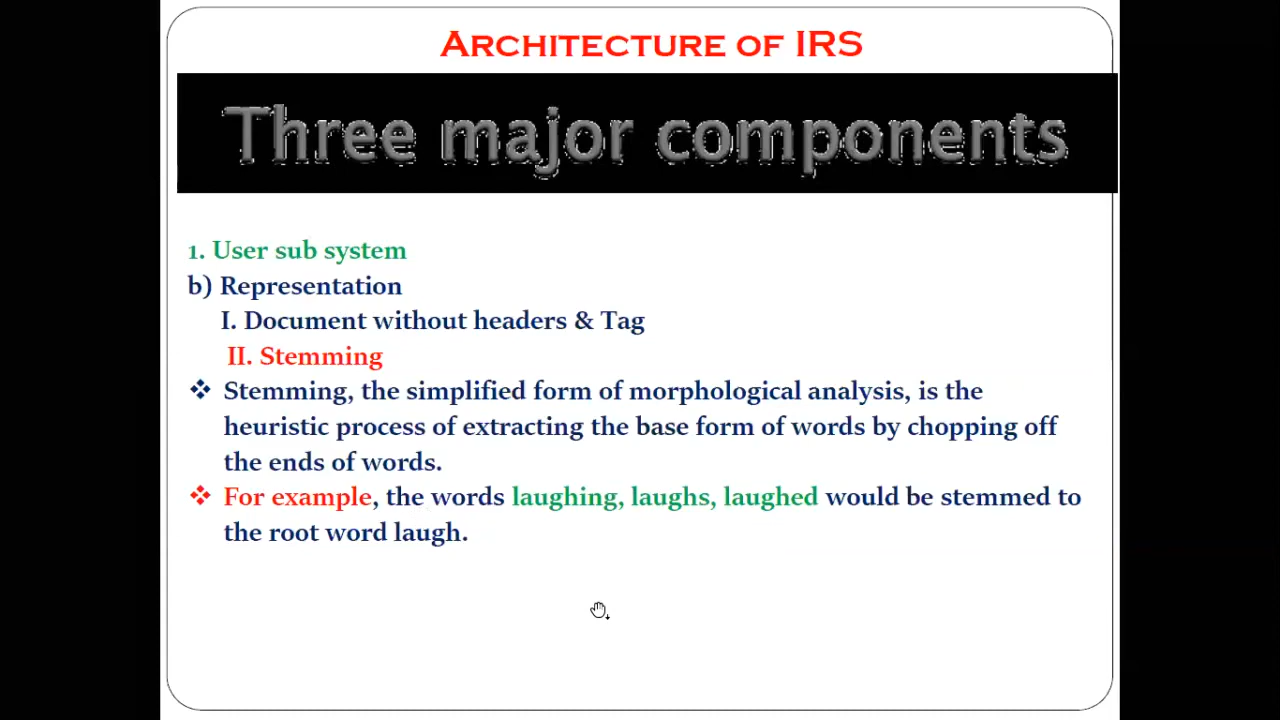 ARCHITECTURE OF IRS
Three major components
1. User sub system
b) Representation
I. Document without headers & Tag
II. Stemming
❖ Stemming, the simplified form of morphological analysis, is the
heuristic process of extracting the base form of words by chopping off
the ends of words.
❖ For example, the words laughing, laughs, laughed would be stemmed to
the root word laugh.